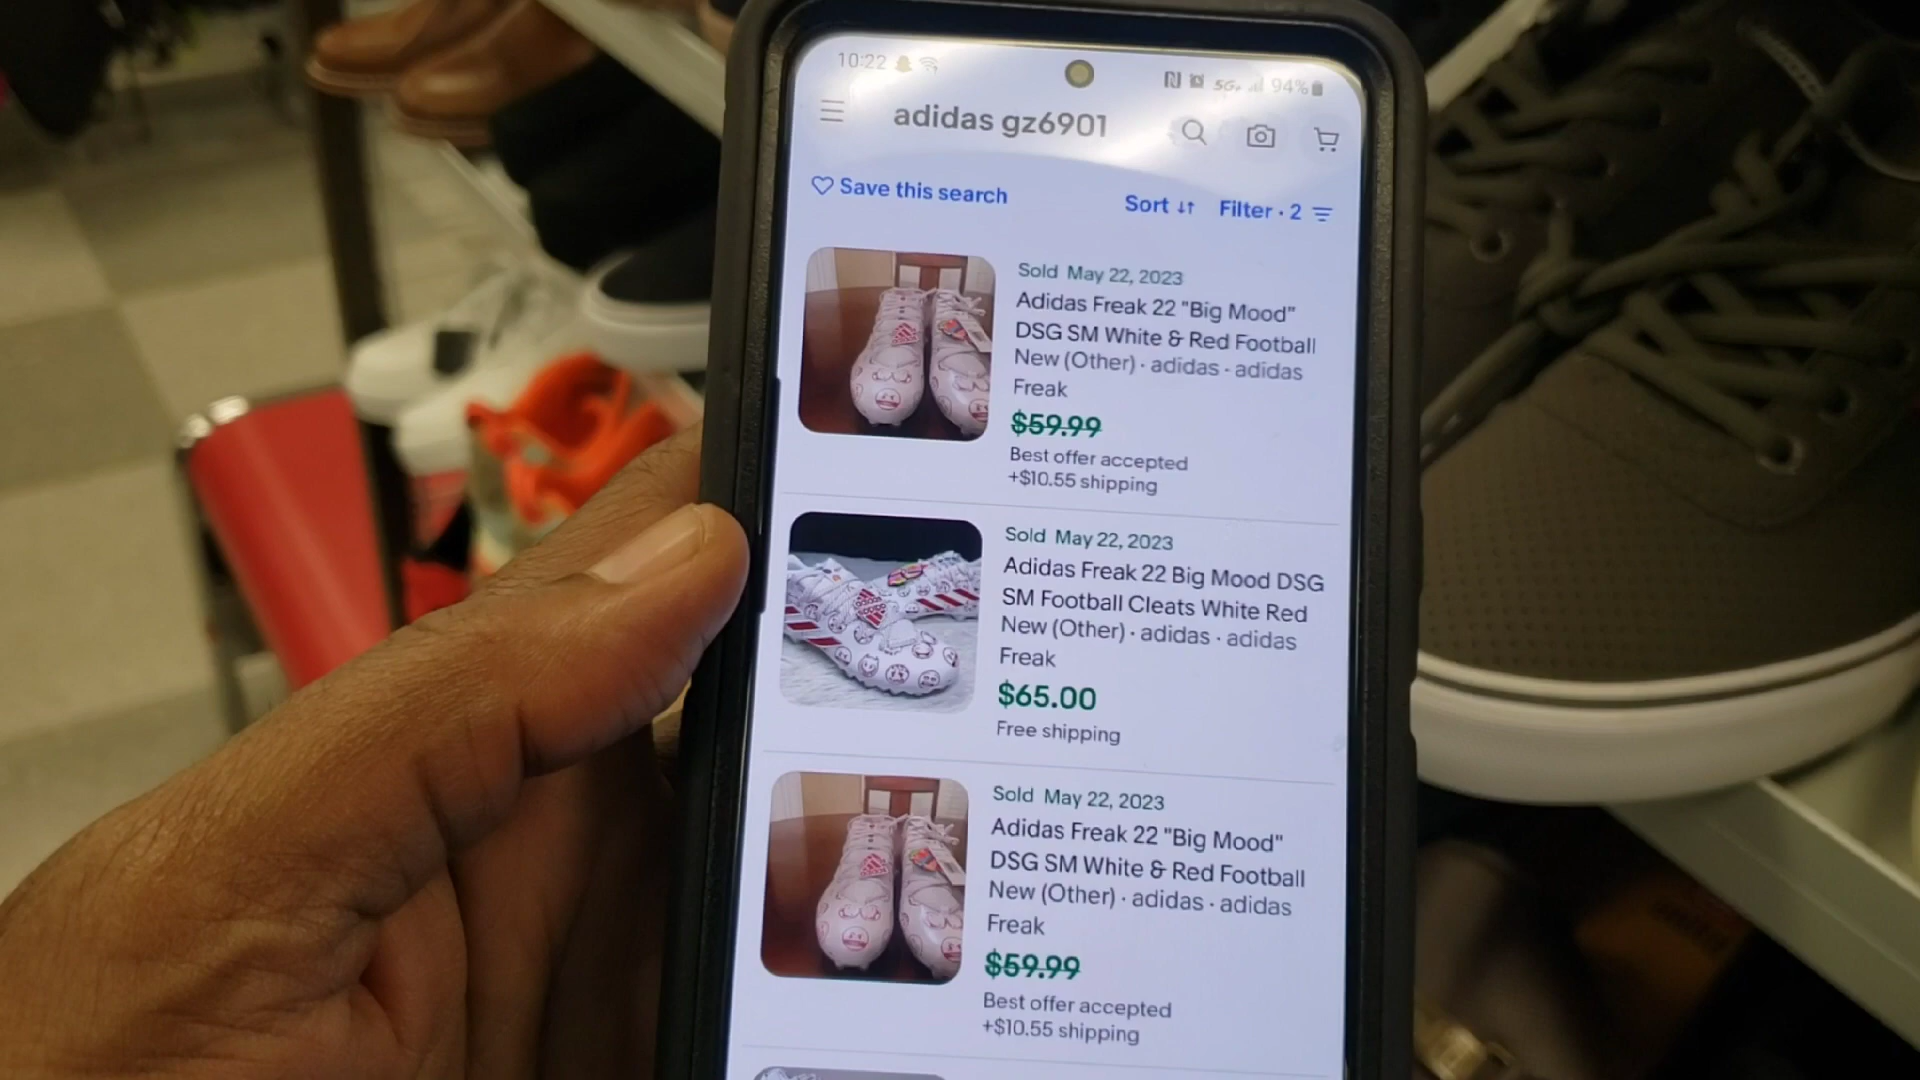 10:22
5G+ 94%
adidas gz6901
Save this search
Sort
Filter · 2
Sold May 22, 2023
Adidas Freak 22 "Big Mood"
DSG SM White & Red Football
New (Other) · adidas - adidas
Freak
$59.99
Best offer accepted
+$10.55 shipping
Sold May 22, 2023
Adidas Freak 22 Big Mood DSG
SM Football Cleats White Red
New (Other) · adidas · adidas
Freak
$65.00
Free shipping
Sold May 22, 2023
Adidas Freak 22 "Big Mood"
DSG SM White & Red Football
New (Other) · adidas · adidas
Freak
$59.99
Best offer accepted
+$10.55 shipping